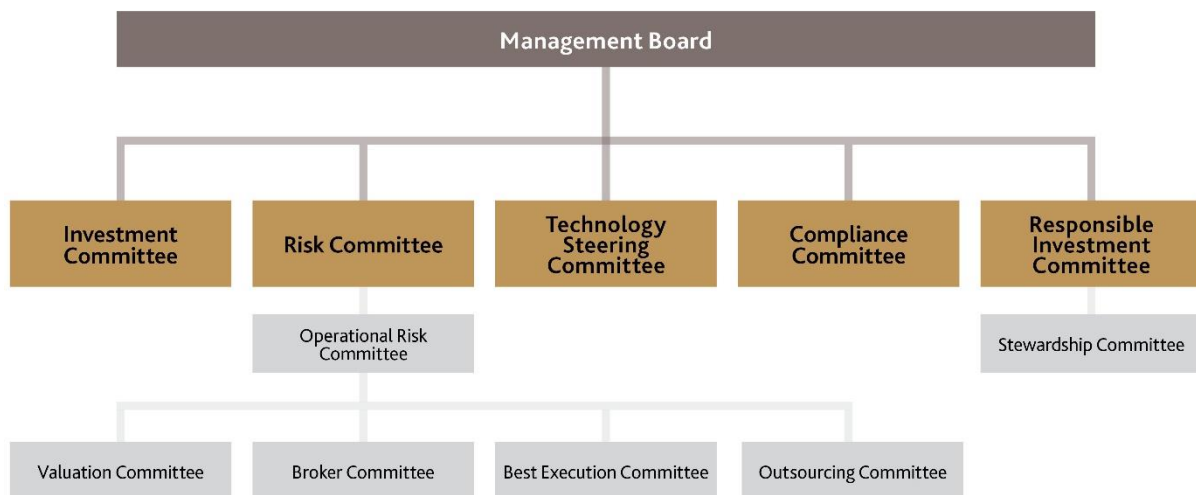 Management Board
Investment
Committee
Risk Committee
Technology
Steering
Committee
Compliance
Committee
Responsible
Investment
Committee
Operational Risk
Committee
Stewardship Committee
Valuation Committee
Broker Committee
Best Execution Committee
Outsourcing Committee